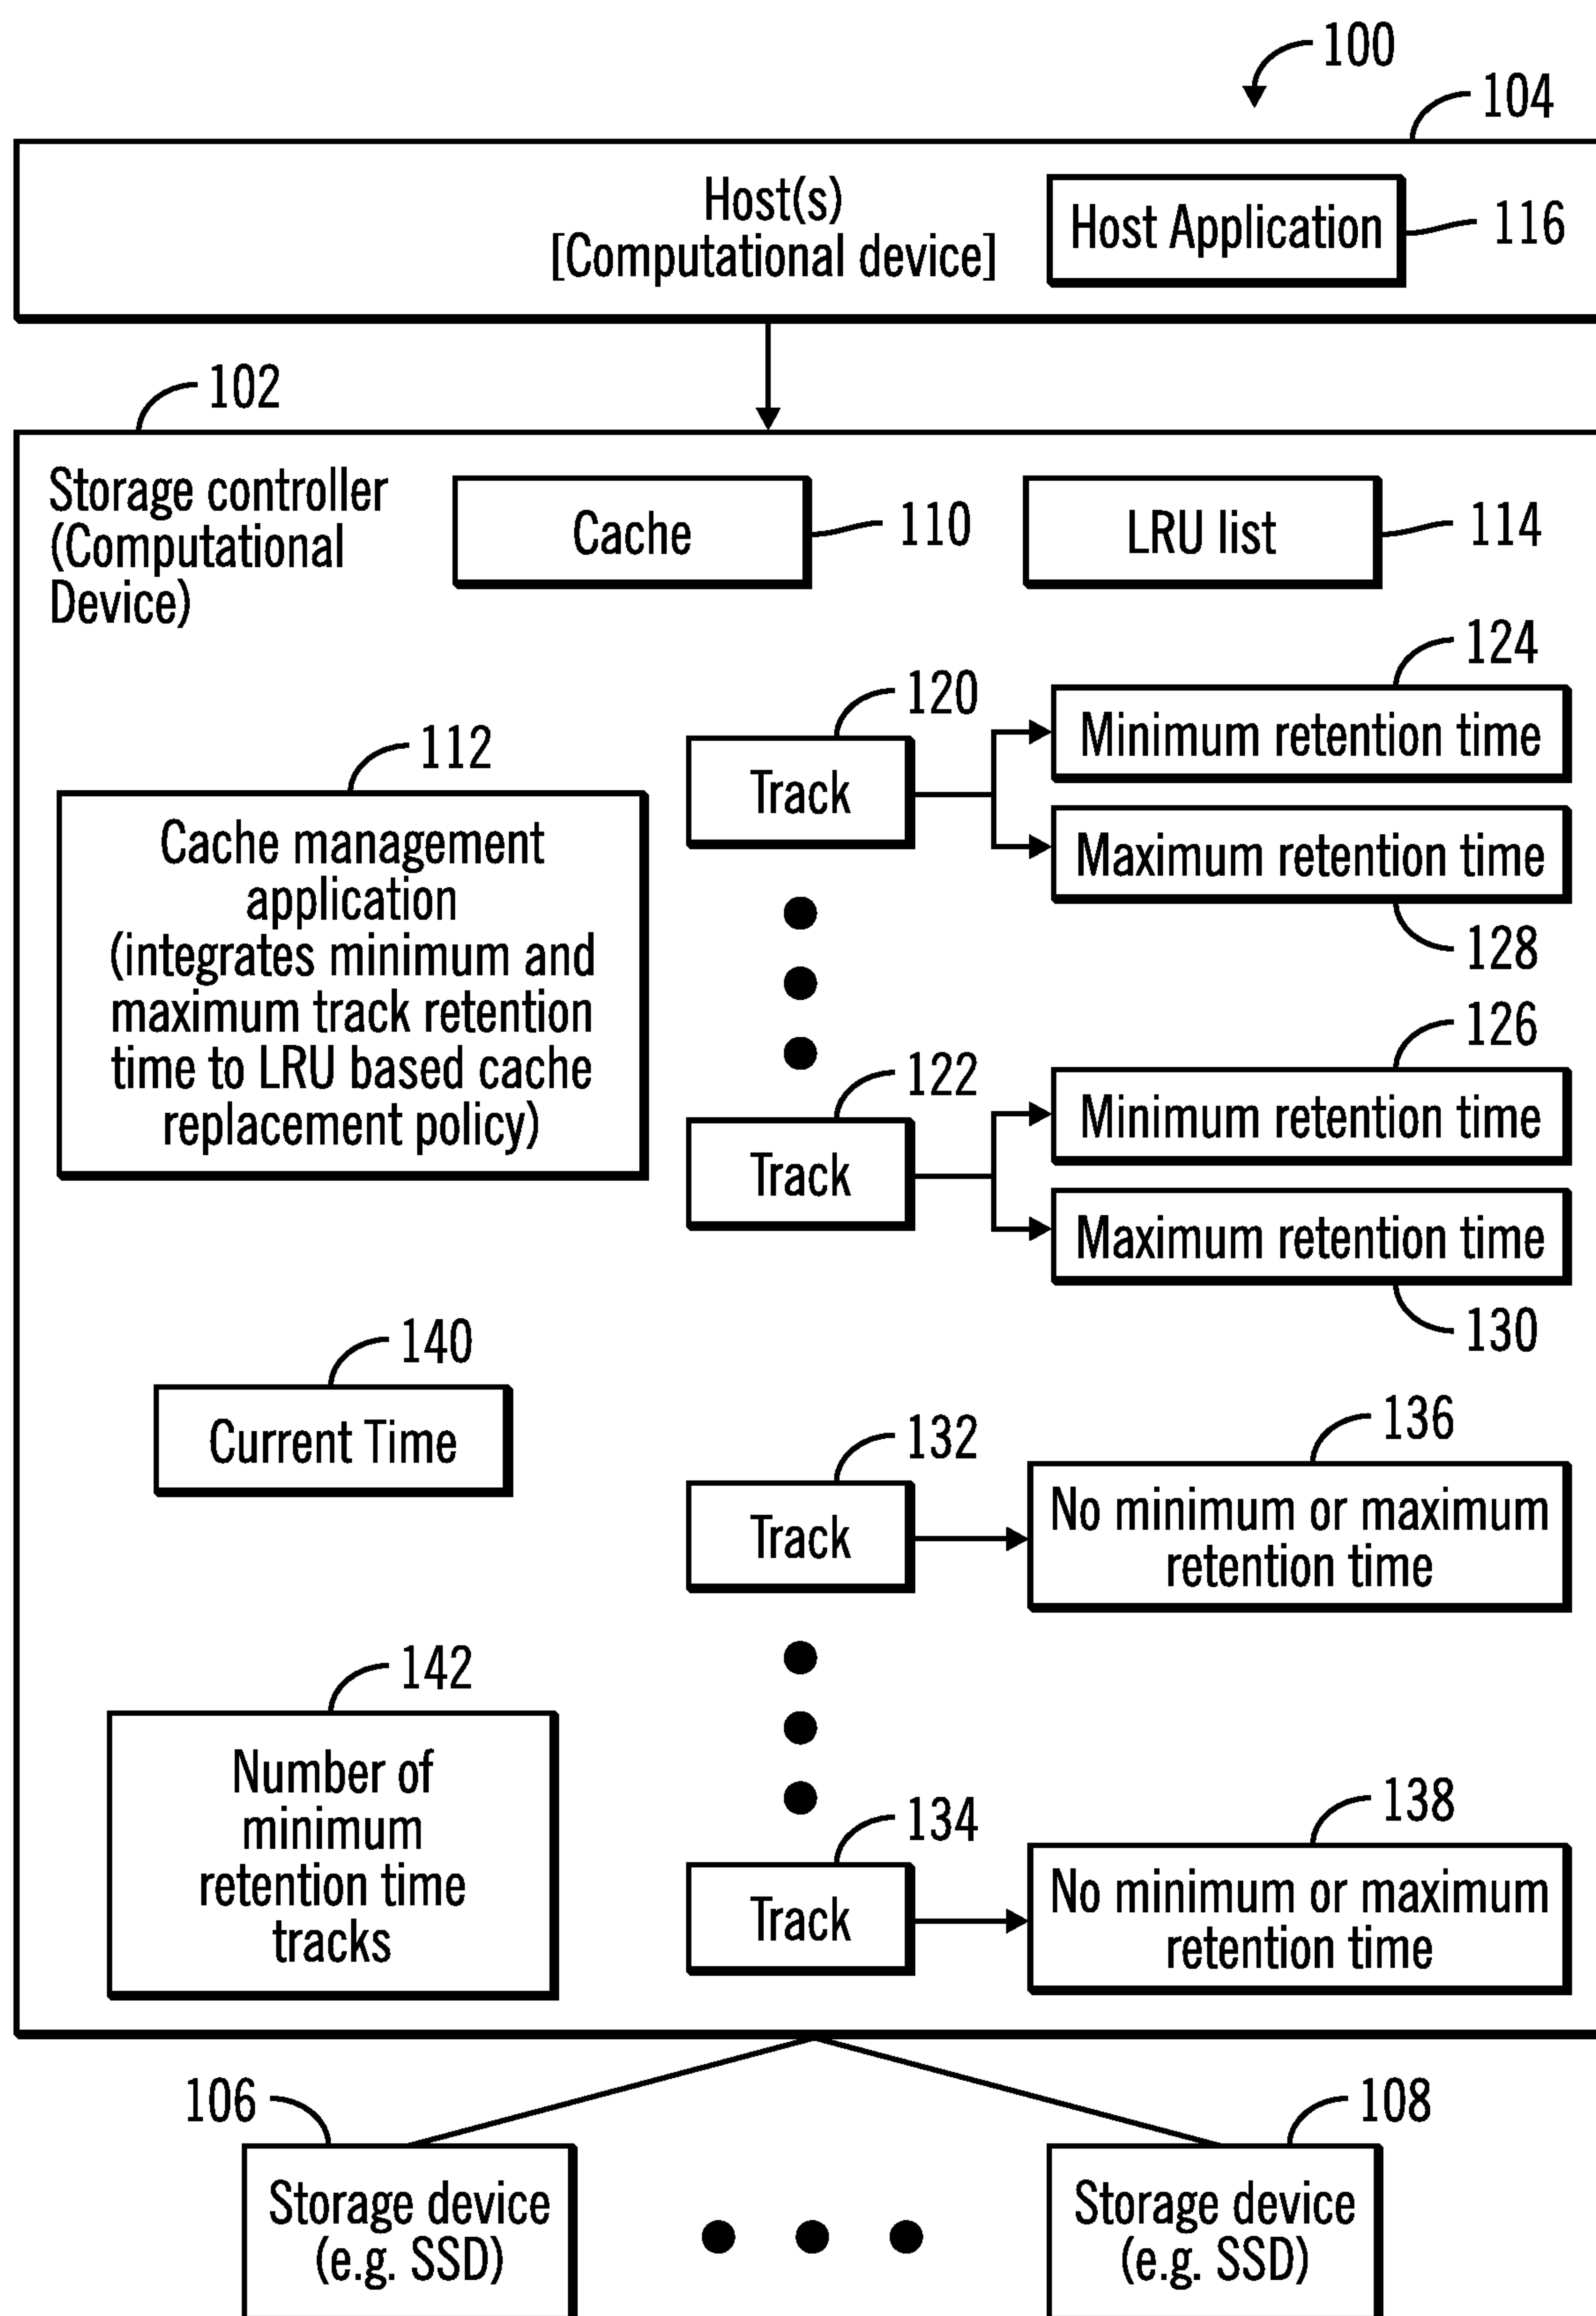 100
104
Host(s)
[Computational device]
Host Application
116
102
Storage controller
(Computational
Device)
Cache
110
LRU list
114
124
120
Minimum retention time
Track
112
Maximum retention time
128
Cache management
application
(integrates minimum and
maximum track retention
time to LRU based cache
replacement policy)
126
122
Minimum retention time
Track
Maximum retention time
130
140
Current Time
132
136
Track
No minimum or maximum
retention time
142
Number of
minimum
retention time
tracks
134
138
Track
No minimum or maximum
retention time
106
108
Storage device
(e.g. SSD)
Storage device
(e.g. SSD)